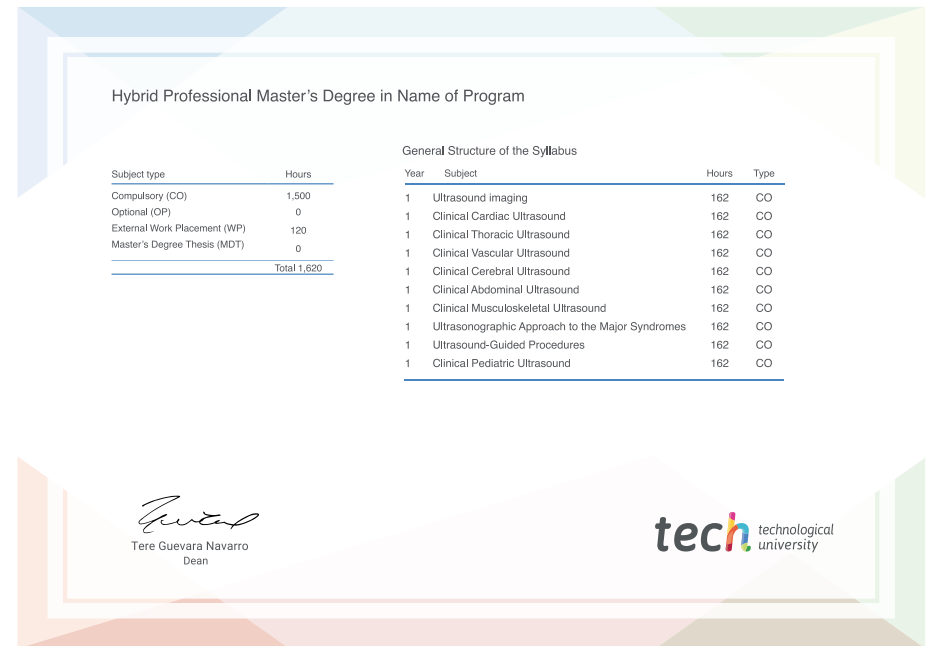 Hybrid Professional Master's Degree in Name of Program
General Structure of the Syllabus
Subject type Hours
Compulsory (CO) 1,500
Optional (OP) 0
External Work Placement (WP) 120
Master's Degree Thesis (MDT) 0
Total 1,620
Year Subject Hours Type
1 Ultrasound imaging 162 CO
1 Clinical Cardiac Ultrasound 162 CO
1 Clinical Thoracic Ultrasound 162 CO
1 Clinical Vascular Ultrasound 162 CO
1 Clinical Cerebral Ultrasound 162 CO
1 Clinical Abdominal Ultrasound 162 CO
1 Clinical Musculoskeletal Ultrasound 162 CO
1 Ultrasonographic Approach to the Major Syndromes 162 CO
1 Ultrasound-Guided Procedures 162 CO
1 Clinical Pediatric Ultrasound 162 CO
Tere Guevara Navarro
Dean
tech technological
university